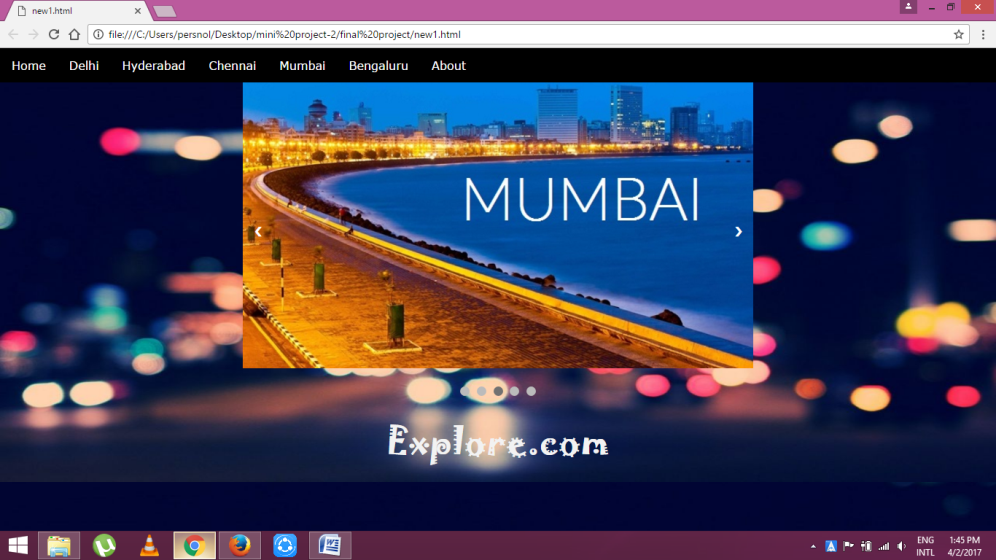 new1.html
file:///C:/Users/persnol/Desktop/mini%20project-2/final%20project/new1.html
Home Delhi Hyderabad Chennai Mumbai Bengaluru About
MUMBAI
Explore.com
ENG 1:45 PM
INTL 4/2/2017